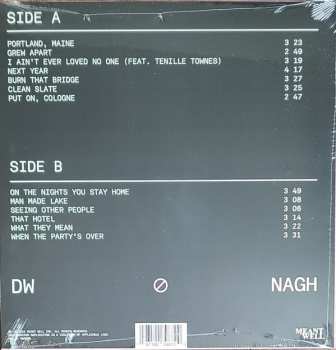 SIDE A
PORTLAND, MAINE 3 23
GREW APART 2 49
I AIN'T EVER LOVED NO ONE (FEAT. TENILLE TOWNES) 3 19
NEXT YEAR 4 17
BURN THAT BRIDGE 3 27
CLEAN SLATE 3 25
PUT ON, COLOGNE 2 47
SIDE B
ON THE NIGHTS YOU STAY HOME 3 49
MAN MADE LAKE 3 08
SEEING OTHER PEOPLE 3 06
THAT HOTEL 3 14
WHAT THEY MEAN 3 22
WHEN THE PARTY'S OVER 3 31
DW NAGH
MEANT WELL